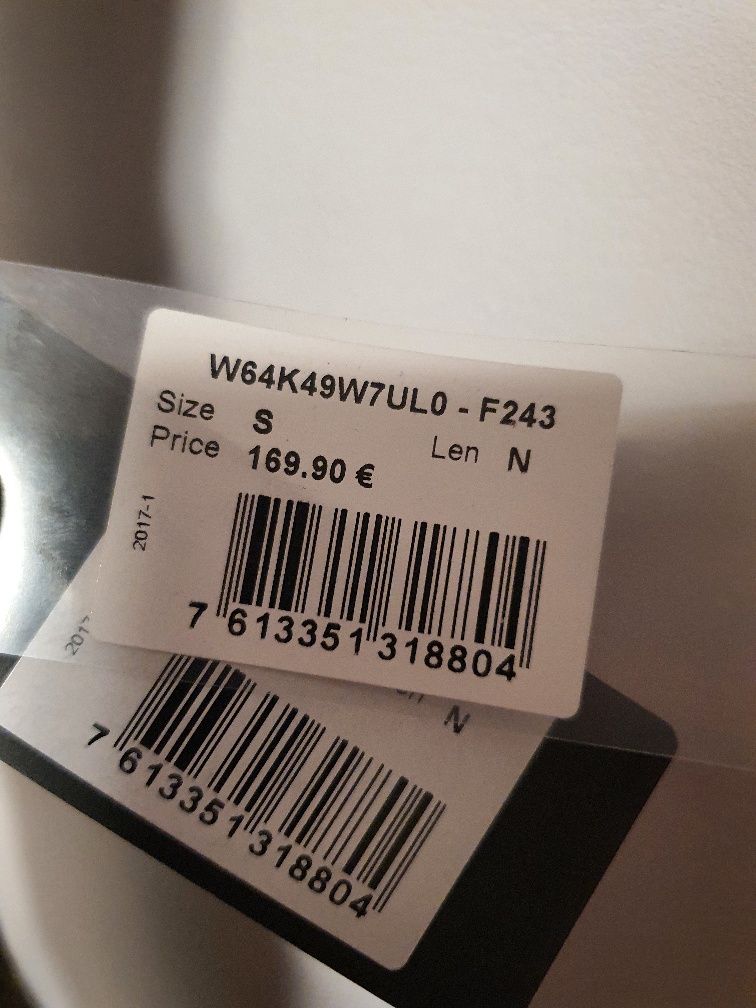 W64K49W7UL0 - F243
Size S Len N
Price 169.90 €
2017-1
7 613351 318804
N
7 613351 318804